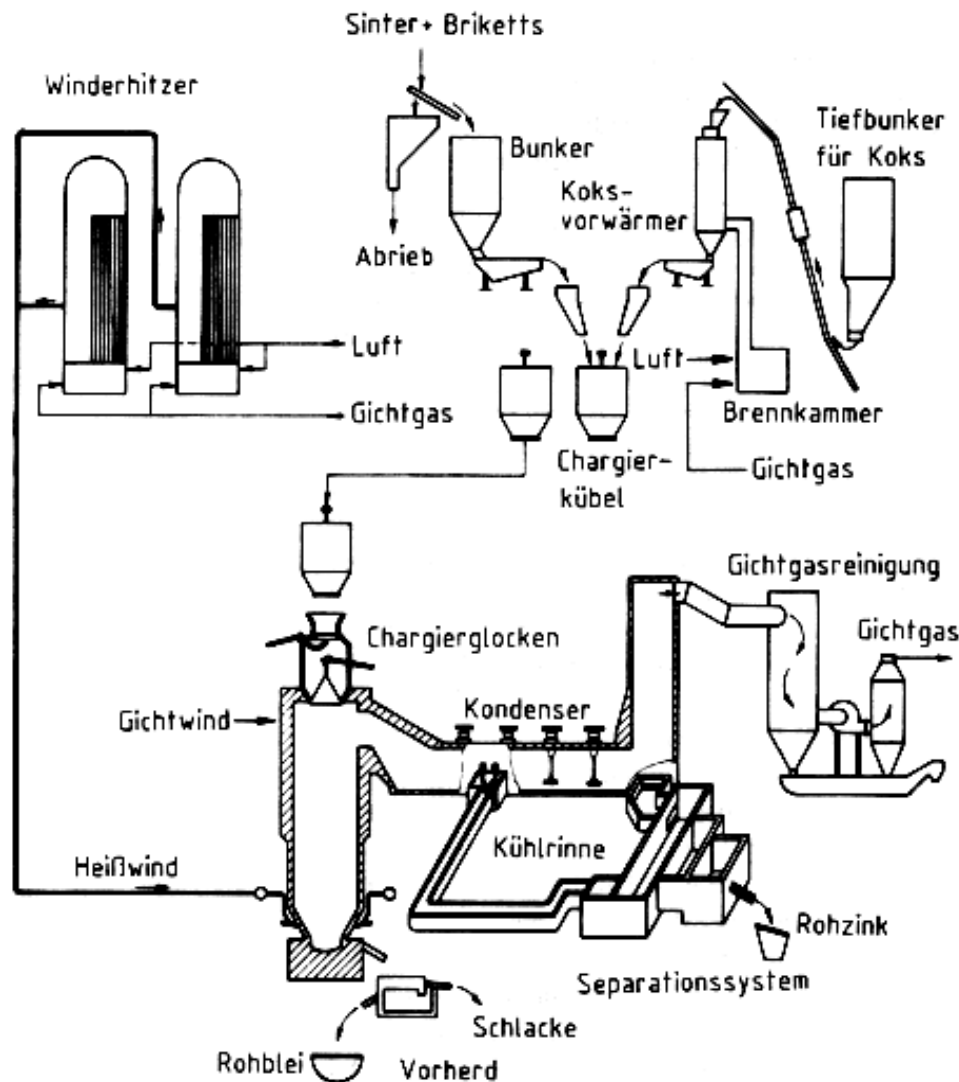 Sinter + Briketts
Winderhitzer
Tiefbunker
für Koks
Bunker
Koks-
vorwärmer
Abrieb
Luft
Luft
Gichtgas
Brennkammer
Chargier-
kübel
Gichtgas
Gichtgasreinigung
Gichtgas
Chargierglocken
Gichtwind
Kondenser
Kühlrinne
Heißwind
Rohzink
Separationssystem
Schlacke
Rohblei
Vorherd